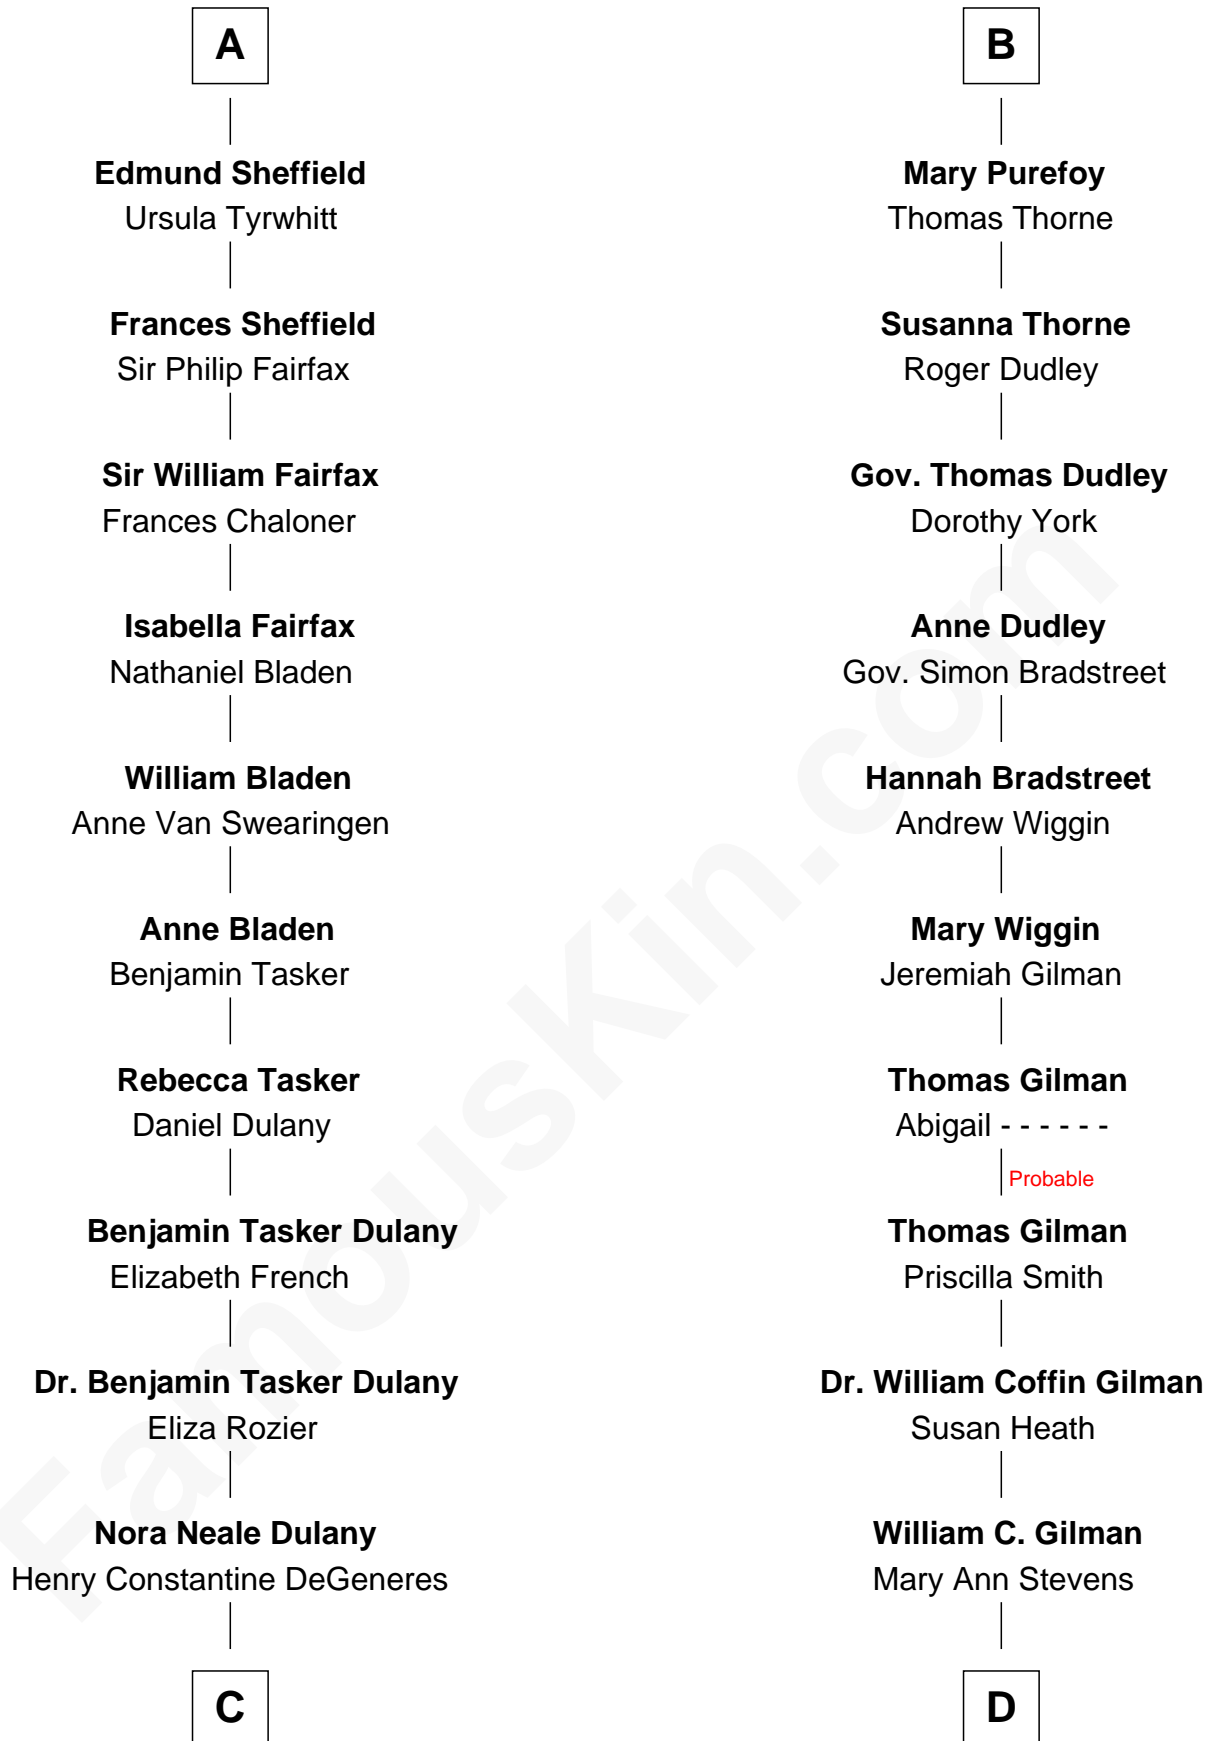 A
Edmund Sheffield
Ursula Tyrwhitt
Frances Sheffield
Sir Philip Fairfax
Sir William Fairfax
Frances Chaloner
Isabella Fairfax
Nathaniel Bladen
William Bladen
Anne Van Swearingen
Anne Bladen
Benjamin Tasker
Rebecca Tasker
Daniel Dulany
Benjamin Tasker Dulany
Elizabeth French
Dr. Benjamin Tasker Dulany
Eliza Rozier
Nora Neale Dulany
Henry Constantine DeGeneres
C
B
Mary Purefoy
Thomas Thorne
Susanna Thorne
Roger Dudley
Gov. Thomas Dudley
Dorothy York
Anne Dudley
Gov. Simon Bradstreet
Hannah Bradstreet
Andrew Wiggin
Mary Wiggin
Jeremiah Gilman
Thomas Gilman
Abigail - - - - - -
Probable
Thomas Gilman
Priscilla Smith
Dr. William Coffin Gilman
Susan Heath
William C. Gilman
Mary Ann Stevens
D
FamousKin.com